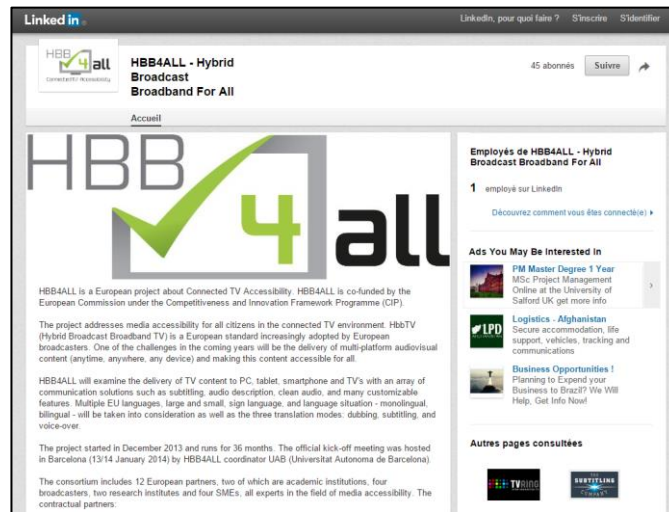 Linked in
LinkedIn, pour quoi faire ? S'inscrire S'identifier
HBB 4all
Connected TV Accessibility
HBB4ALL - Hybrid
Broadcast
Broadband For All
45 abonnés Suivre
Accueil
HBB 4 all
HBB4ALL is a European project about Connected TV Accessibility. HBB4ALL is co-funded by the
European Commission under the Competitiveness and Innovation Framework Programme (CIP).
The project addresses media accessibility for all citizens in the connected TV environment. HbbTV
(Hybrid Broadcast Broadband TV) is a European standard increasingly adopted by European
broadcasters. One of the challenges in the coming years will be the delivery of multi-platform audiovisual
content (anytime, anywhere, any device) and making this content accessible for all.
HBB4ALL will examine the delivery of TV content to PC, tablet, smartphone and TV's with an array of
communication solutions such as subtitling, audio description, clean audio, and many customizable
features. Multiple EU languages, large and small, sign language, and language situation - monolingual,
bilingual - will be taken into consideration as well as the three translation modes: dubbing, subtitling, and
voice-over.
The project started in December 2013 and runs for 36 months. The official kick-off meeting was hosted
in Barcelona (13/14 January 2014) by HBB4ALL coordinator UAB (Universitat Autonoma de Barcelona).
The consortium includes 12 European partners, two of which are academic institutions, four
broadcasters, two research institutes and four SMEs, all experts in the field of media accessibility. The
contractual partners:
Employés de HBB4ALL - Hybrid
Broadcast Broadband For All
1 employé sur LinkedIn
Découvrez comment vous êtes connecté(e)
Ads You May Be Interested In
PM Master Degree 1 Year
MSc Project Management
Online at the University of
Salford UK get more info
LPD
Logistics - Afghanistan
Secure accommodation, life
support, vehicles, tracking and
communications
Business Opportunities !
Planning to Expend your
Business to Brazil? We Will
Help, Get Info Now!
Autres pages consultées
TVRING
THE
SUBTITLING
COMPANY